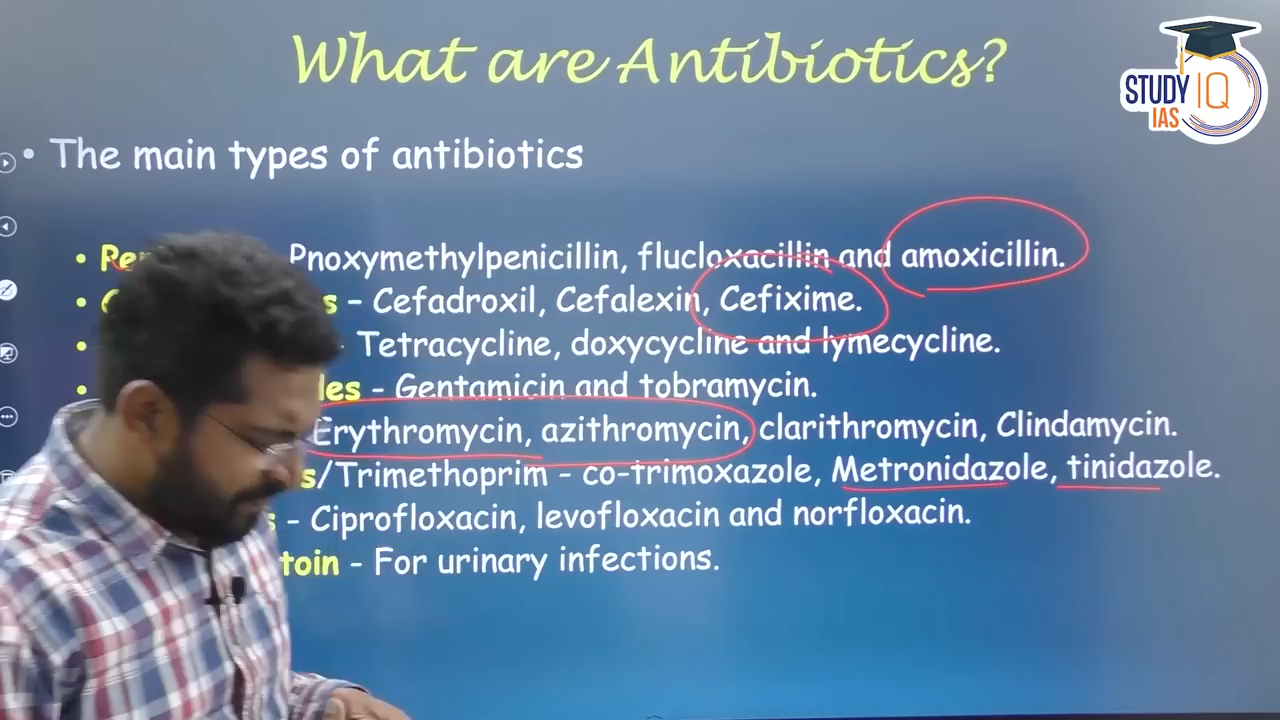 What are Antibiotics?
STUDY IQ
IAS
• The main types of antibiotics
• Pnoxymethylpenicillin, flucloxacillin and amoxicillin.
• s – Cefadroxil, Cefalexin, Cefixime.
• - Tetracycline, doxycycline and lymecycline.
• les - Gentamicin and tobramycin.
Erythromycin, azithromycin, clarithromycin, Clindamycin.
s/Trimethoprim - co-trimoxazole, Metronidazole, tinidazole.
s - Ciprofloxacin, levofloxacin and norfloxacin.
toin - For urinary infections.